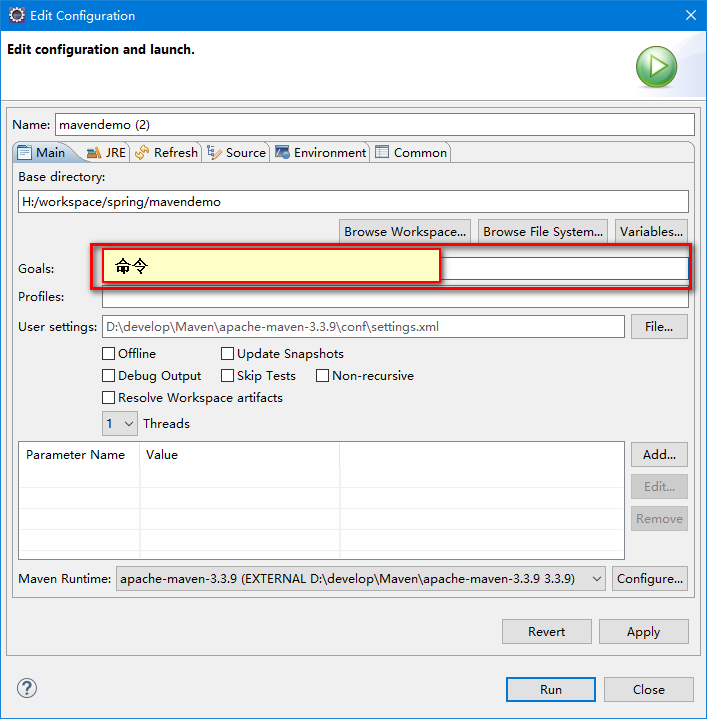 Edit Configuration
Edit configuration and launch.
Name: mavendemo (2)
Main JRE Refresh Source Environment Common
Base directory:
H:/workspace/spring/mavendemo
Browse Workspace... Browse File System... Variables...
Goals: 命令
Profiles:
User settings: D:\develop\Maven\apache-maven-3.3.9\conf\settings.xml File...
Offline Update Snapshots
Debug Output Skip Tests Non-recursive
Resolve Workspace artifacts
1 Threads
Parameter Name Value Add...
Edit...
Remove
Maven Runtime: apache-maven-3.3.9 (EXTERNAL D:\develop\Maven\apache-maven-3.3.9 3.3.9) Configure...
Revert Apply
? Run Close